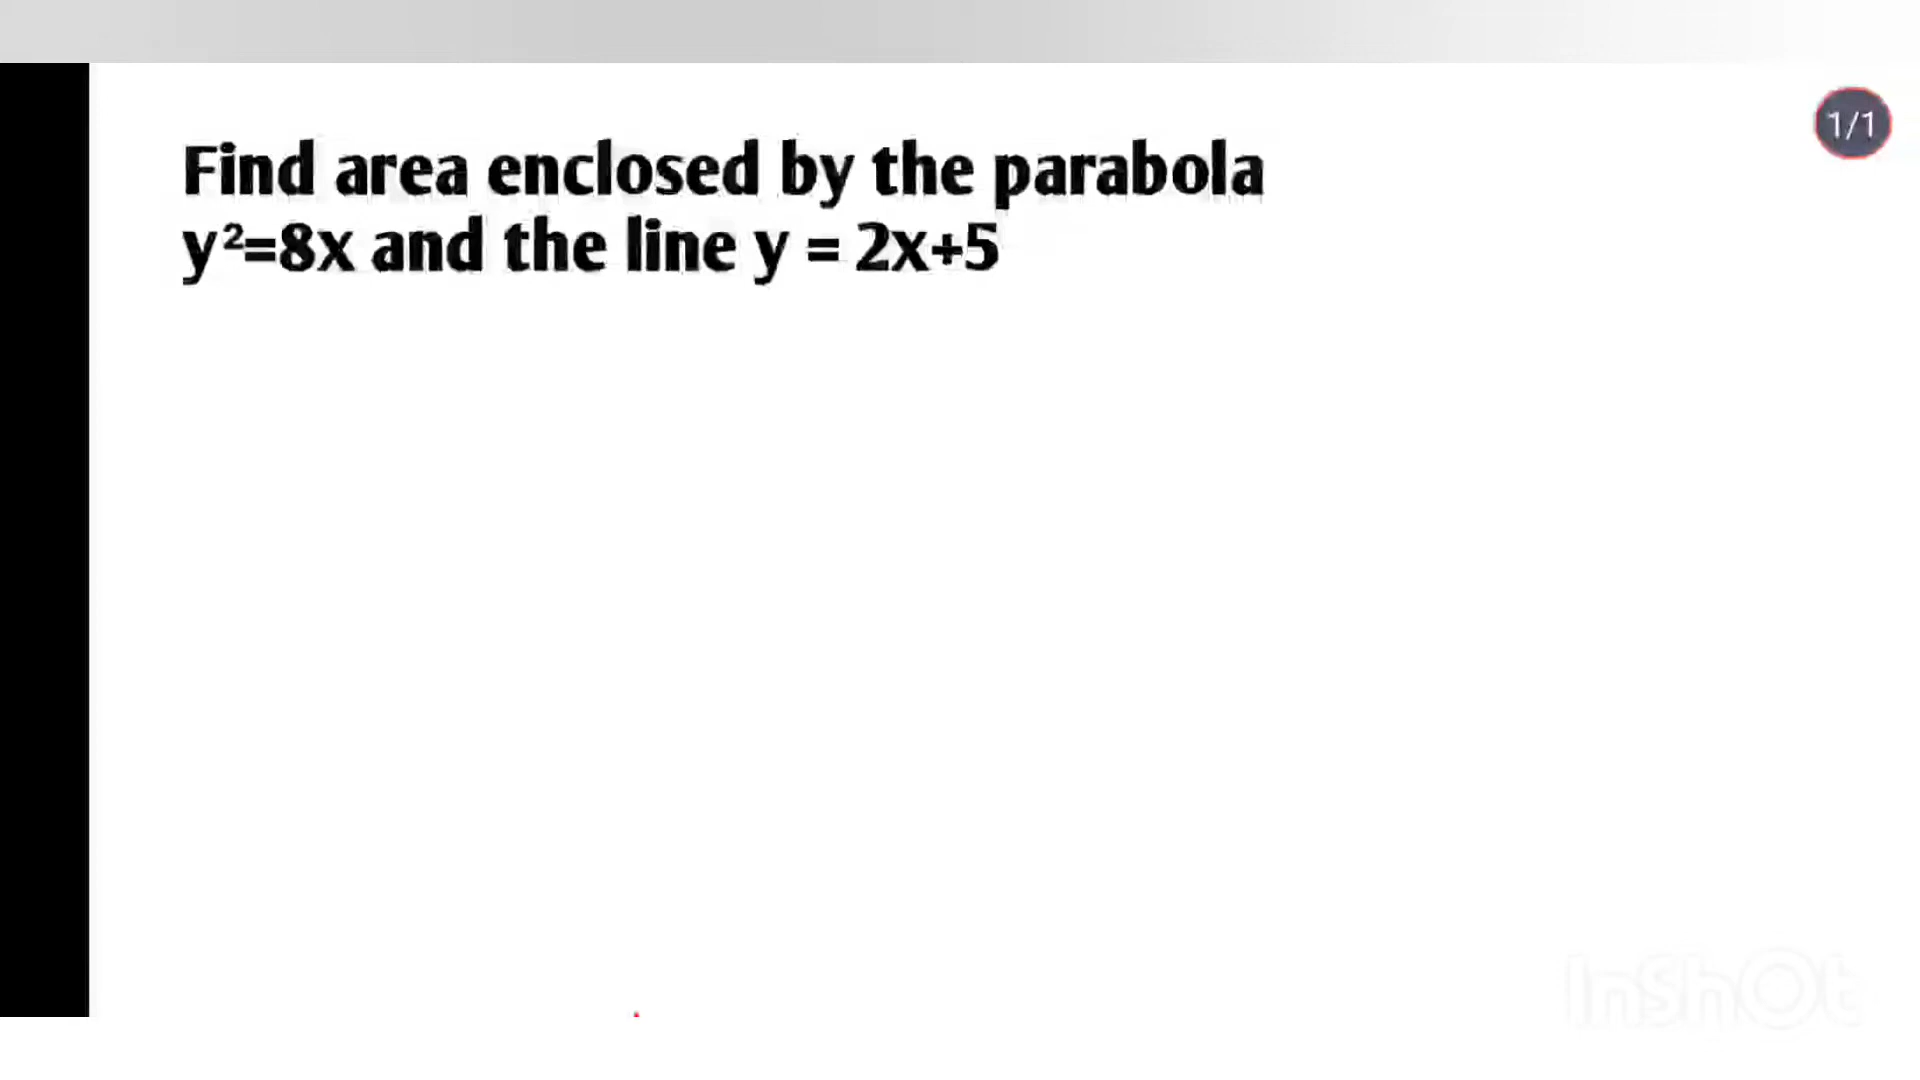 1/1
Find area enclosed by the parabola
y²=8x and the line y = 2x+5
InShOt